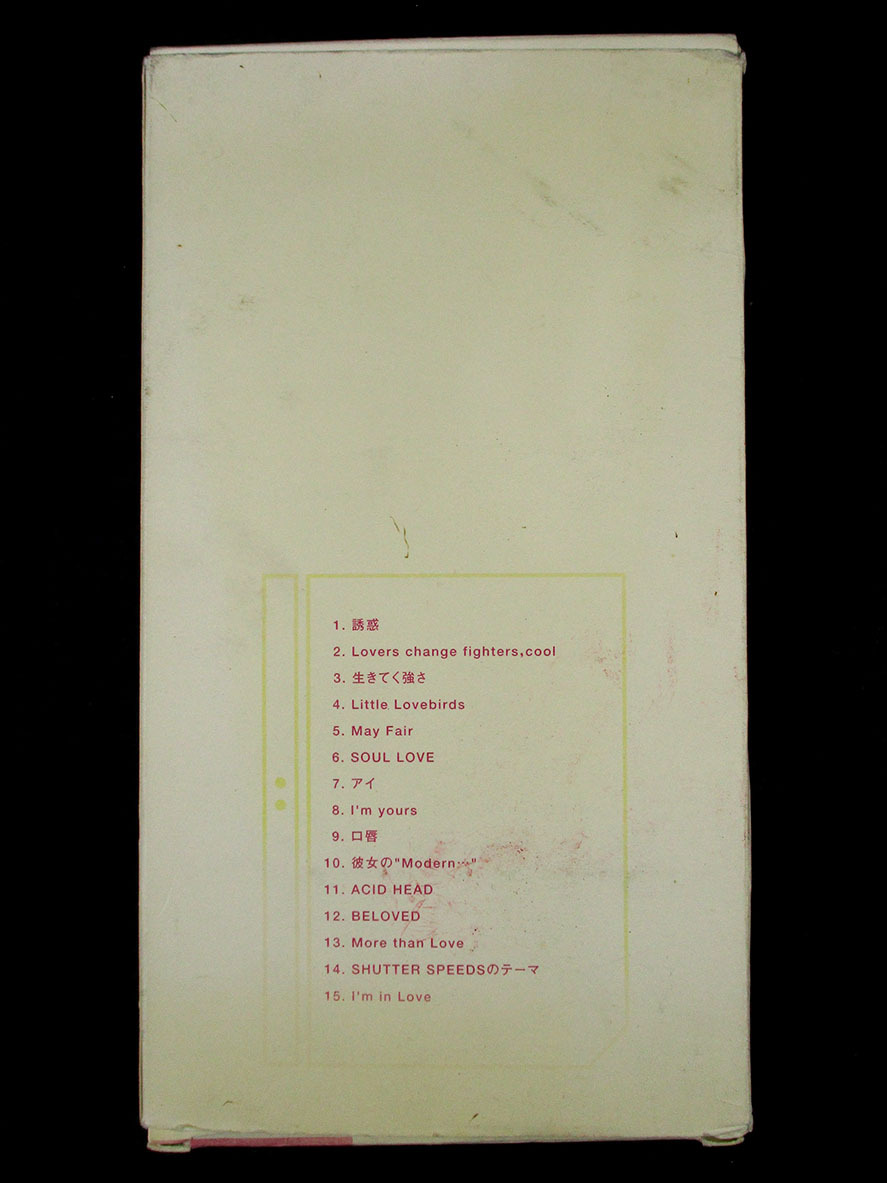 1. 誘惑
2. Lovers change fighters,cool
3. 生きてく強さ
4. Little Lovebirds
5. May Fair
6. SOUL LOVE
7. アイ
8. I'm yours
9. 口唇
10. 彼女の"Modern…"
11. ACID HEAD
12. BELOVED
13. More than Love
14. SHUTTER SPEEDSのテーマ
15. I'm in Love